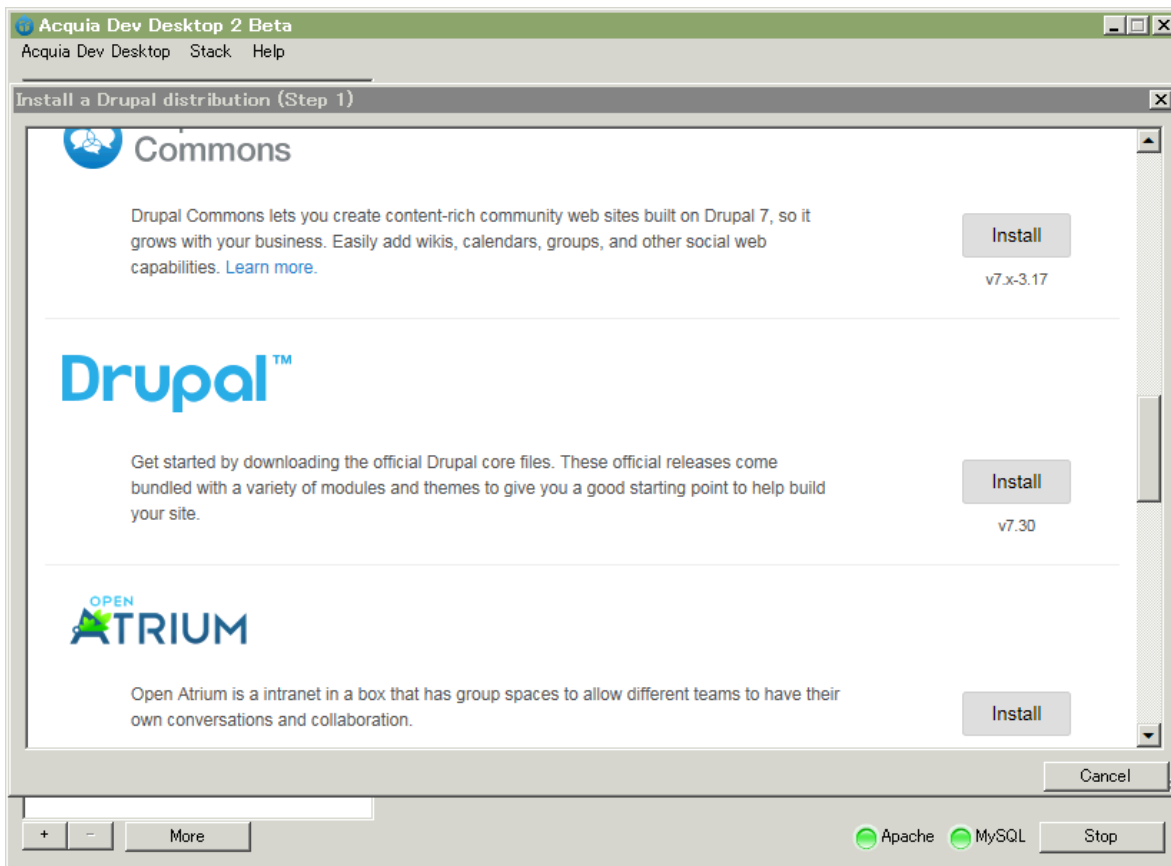 Acquia Dev Desktop 2 Beta
Acquia Dev Desktop Stack Help
Install a Drupal distribution (Step 1)
Commons
Drupal Commons lets you create content-rich community web sites built on Drupal 7, so it
grows with your business. Easily add wikis, calendars, groups, and other social web
capabilities. Learn more.
Install
v7.x-3.17
Drupal™
Get started by downloading the official Drupal core files. These official releases come
bundled with a variety of modules and themes to give you a good starting point to help build
your site.
Install
v7.30
OPEN
ATRIUM
Open Atrium is a intranet in a box that has group spaces to allow different teams to have their
own conversations and collaboration.
Install
Cancel
+ − More
Apache MySQL Stop